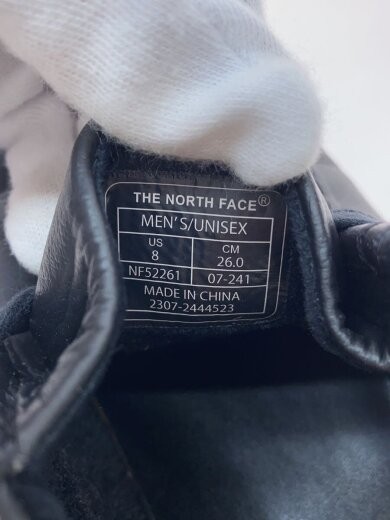 THE NORTH FACE®
MEN'S/UNISEX
US CM
8 26.0
NF52261 07-241
MADE IN CHINA
2307-2444523